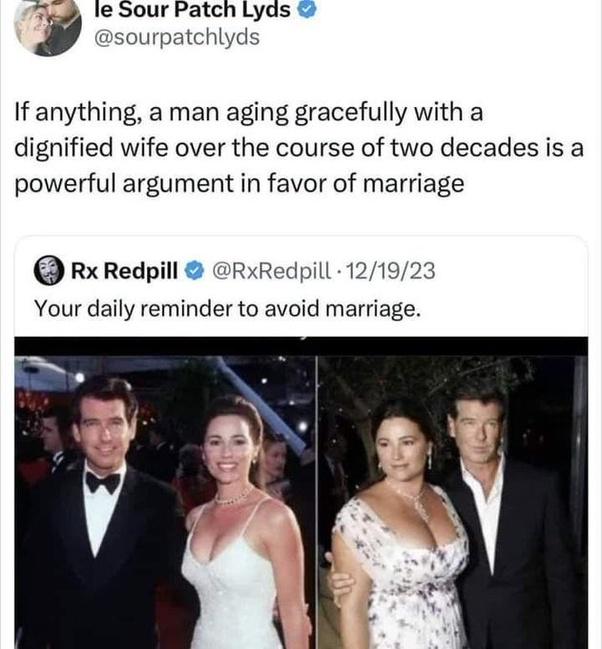 le Sour Patch Lyds
@sourpatchlyds
If anything, a man aging gracefully with a
dignified wife over the course of two decades is a
powerful argument in favor of marriage
Rx Redpill @RxRedpill · 12/19/23
Your daily reminder to avoid marriage.